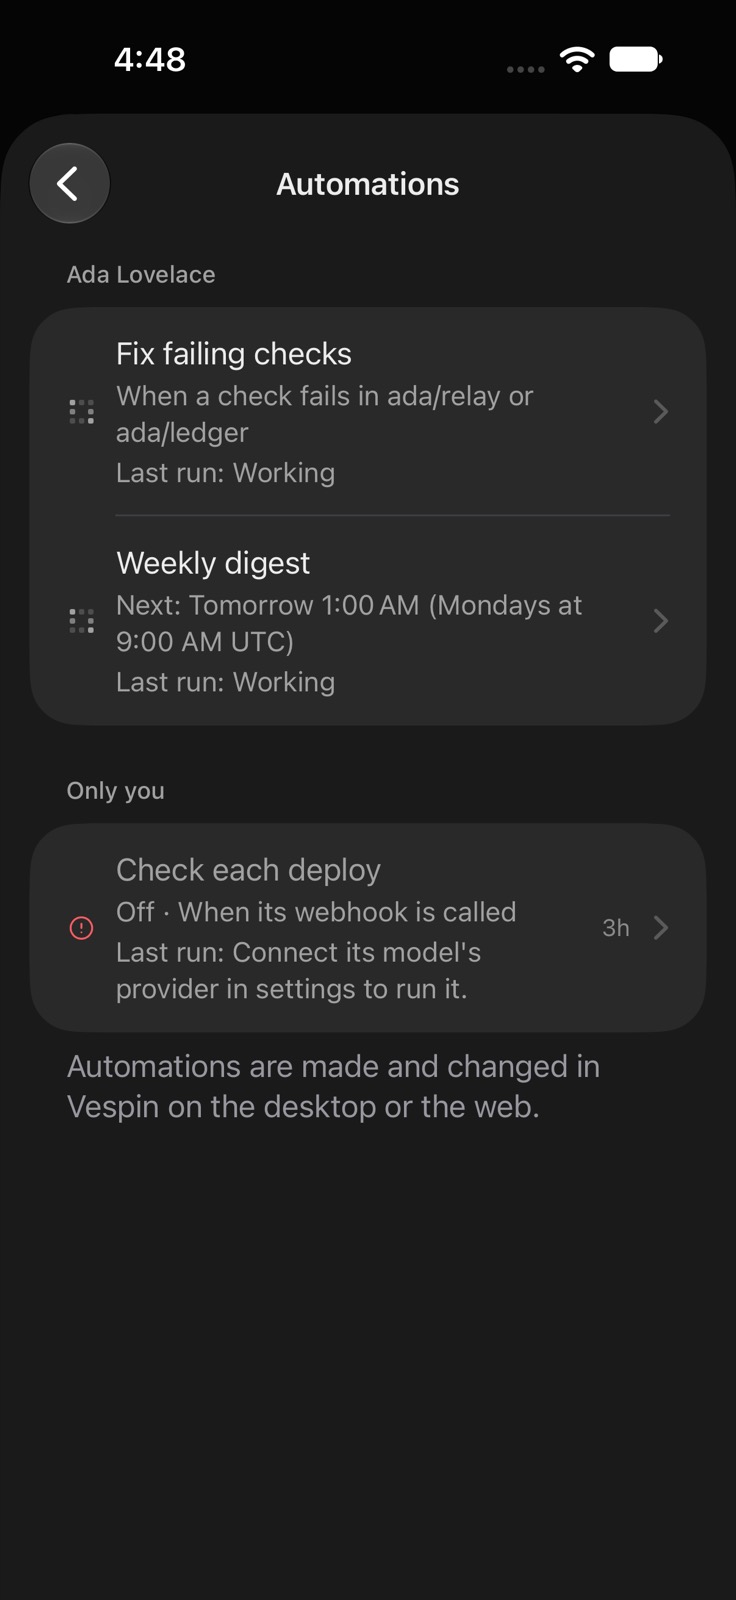 4:48
Automations
Ada Lovelace
Fix failing checks
When a check fails in ada/relay or
ada/ledger
Last run: Working
Weekly digest
Next: Tomorrow 1:00 AM (Mondays at
9:00 AM UTC)
Last run: Working
Only you
Check each deploy
Off · When its webhook is called
3h
Last run: Connect its model's
provider in settings to run it.
Automations are made and changed in
Vespin on the desktop or the web.